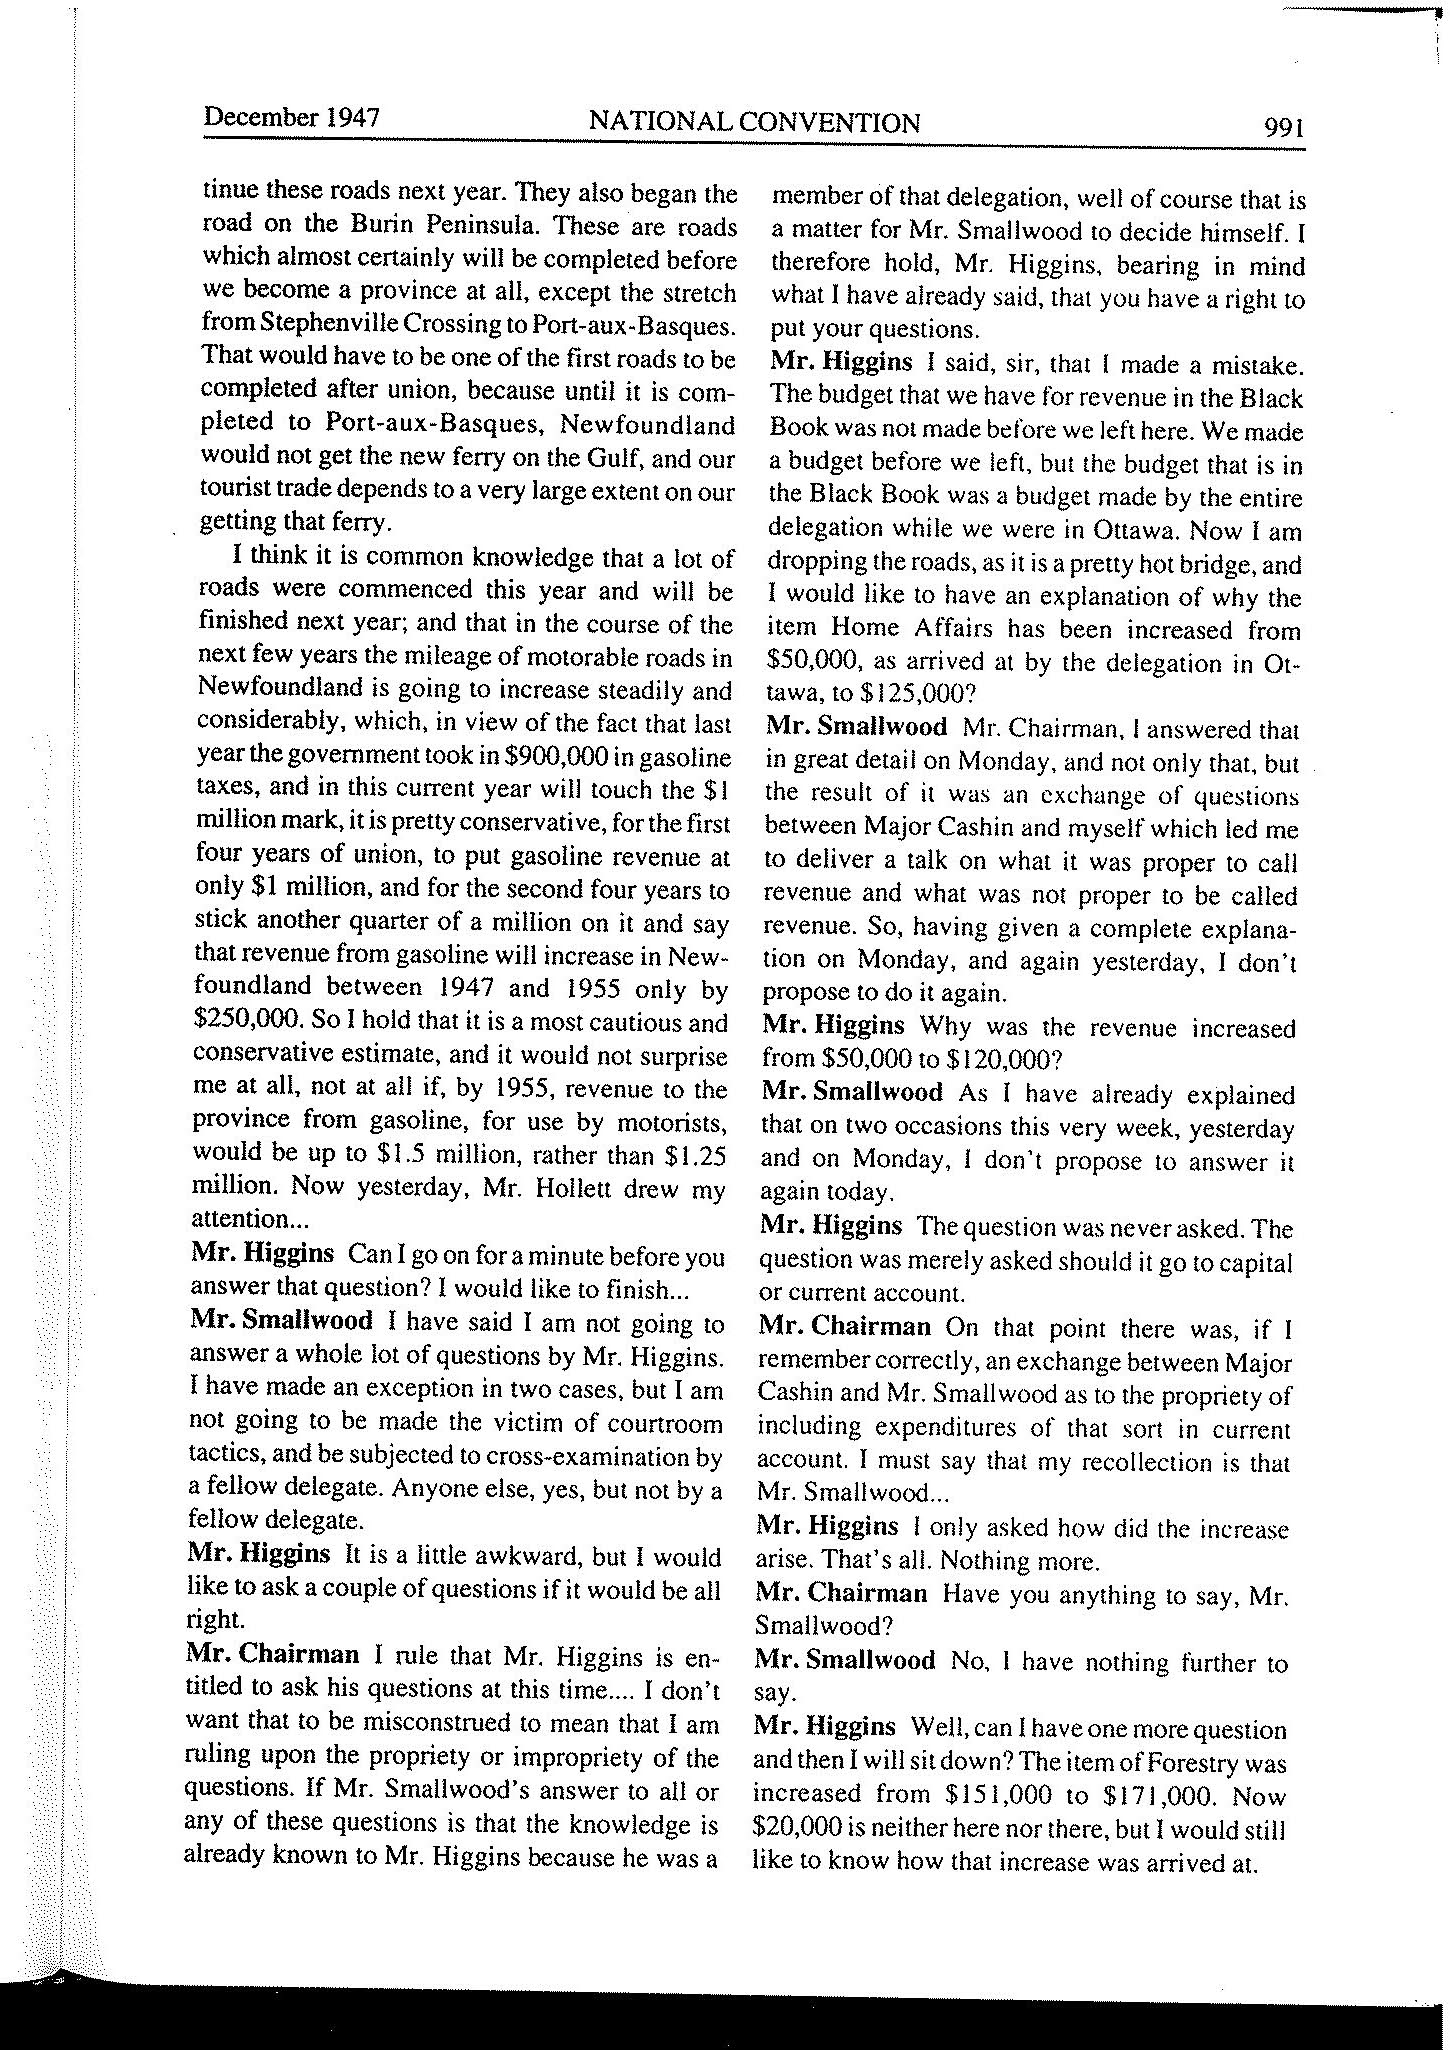 December 1947
NATIONAL CONVENTION
991
tinue these roads next year. They also began the
road on the Burin Peninsula. These are roads
which almost certainly will be completed before
we become a province at all, except the stretch
from Stephenville Crossing to Port-aux-Basques.
That would have to be one of the first roads to be
completed after union, because until it is com-
pleted to Port-aux-Basques, Newfoundland
would not get the new ferry on the Gulf, and our
tourist trade depends to a very large extent on our
getting that ferry.
I think it is common knowledge that a lot of
roads were commenced this year and will be
finished next year; and that in the course of the
next few years the mileage of motorable roads in
Newfoundland is going to increase steadily and
considerably, which, in view of the fact that last
year the government took in $900,000 in gasoline
taxes, and in this current year will touch the $1
million mark, it is pretty conservative, for the first
four years of union, to put gasoline revenue at
only $1 million, and for the second four years to
stick another quarter of a million on it and say
that revenue from gasoline will increase in New-
foundland between 1947 and 1955 only by
$250,000. So I hold that it is a most cautious and
conservative estimate, and it would not surprise
me at all, not at all if, by 1955, revenue to the
province from gasoline, for use by motorists,
would be up to $1.5 million, rather than $1.25
million. Now yesterday, Mr. Hollett drew my
attention...
Mr. Higgins Can I go on for a minute before you
answer that question? I would like to finish...
Mr. Smallwood I have said I am not going to
answer a whole lot of questions by Mr. Higgins.
I have made an exception in two cases, but I am
not going to be made the victim of courtroom
tactics, and be subjected to cross-examination by
a fellow delegate. Anyone else, yes, but not by a
fellow delegate.
Mr. Higgins It is a little awkward, but I would
like to ask a couple of questions if it would be all
right.
Mr. Chairman I rule that Mr. Higgins is en-
titled to ask his questions at this time.... I don't
want that to be misconstrued to mean that I am
ruling upon the propriety or impropriety of the
questions. If Mr. Smallwood's answer to all or
any of these questions is that the knowledge is
already known to Mr. Higgins because he was a
member of that delegation, well of course that is
a matter for Mr. Smallwood to decide himself. I
therefore hold, Mr. Higgins, bearing in mind
what I have already said, that you have a right to
put your questions.
Mr. Higgins I said, sir, that I made a mistake.
The budget that we have for revenue in the Black
Book was not made before we left here. We made
a budget before we left, but the budget that is in
the Black Book was a budget made by the entire
delegation while we were in Ottawa. Now I am
dropping the roads, as it is a pretty hot bridge, and
I would like to have an explanation of why the
item Home Affairs has been increased from
$50,000, as arrived at by the delegation in Ot-
tawa, to $125,000?
Mr. Smallwood Mr. Chairman, I answered that
in great detail on Monday, and not only that, but
the result of it was an exchange of questions
between Major Cashin and myself which led me
to deliver a talk on what it was proper to call
revenue and what was not proper to be called
revenue. So, having given a complete explana-
tion on Monday, and again yesterday, I don't
propose to do it again.
Mr. Higgins Why was the revenue increased
from $50,000 to $120,000?
Mr. Smallwood As I have already explained
that on two occasions this very week, yesterday
and on Monday, I don't propose to answer it
again today.
Mr. Higgins The question was never asked. The
question was merely asked should it go to capital
or current account.
Mr. Chairman On that point there was, if I
remember correctly, an exchange between Major
Cashin and Mr. Smallwood as to the propriety of
including expenditures of that sort in current
account. I must say that my recollection is that
Mr. Smallwood...
Mr. Higgins I only asked how did the increase
arise. That's all. Nothing more.
Mr. Chairman Have you anything to say, Mr.
Smallwood?
Mr. Smallwood No, I have nothing further to
say.
Mr. Higgins Well, can I have one more question
and then I will sit down? The item of Forestry was
increased from $151,000 to $171,000. Now
$20,000 is neither here nor there, but I would still
like to know how that increase was arrived at.